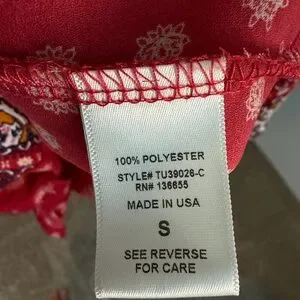 100% POLYESTER
STYLE# TU39026-C
RN# 136655
MADE IN USA
S
SEE REVERSE
FOR CARE